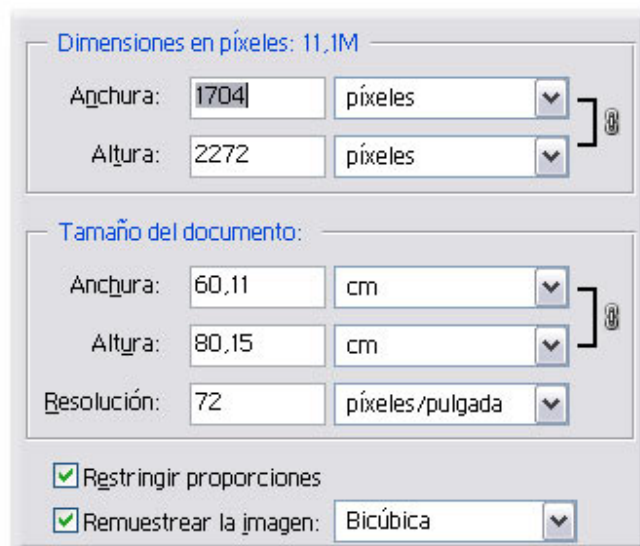 Dimensiones en píxeles: 11,1M
Anchura: 1704 píxeles
Altura: 2272 píxeles
Tamaño del documento:
Anchura: 60,11 cm
Altura: 80,15 cm
Resolución: 72 píxeles/pulgada
Restringir proporciones
Remuestrear la imagen: Bicúbica